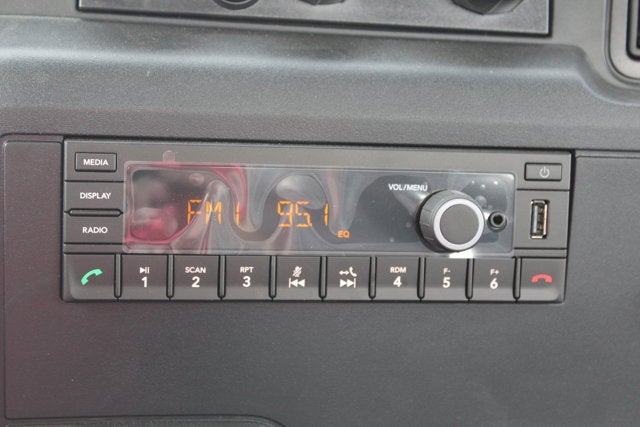 MEDIA
DISPLAY
RADIO
VOL/MENU
FM1 951
EQ
1
SCAN
2
RPT
3
RDM
4
F-
5
F+
6